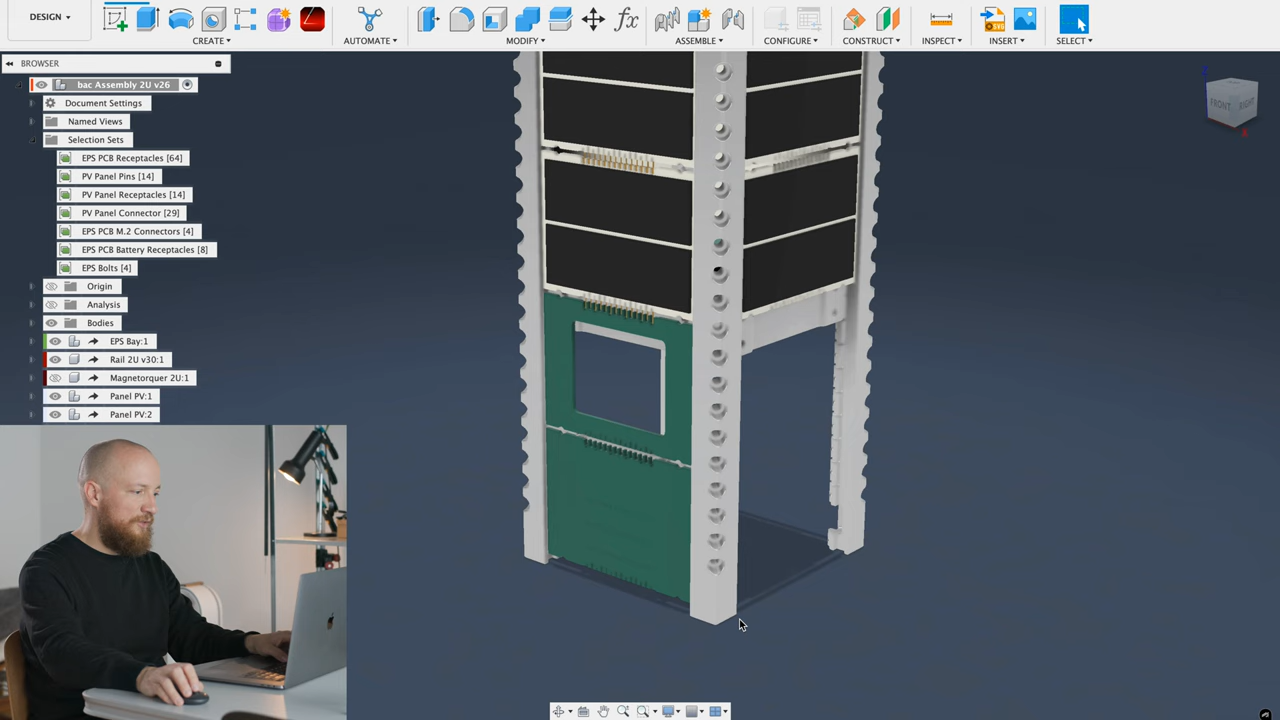 DESIGN ▾
CREATE ▾
AUTOMATE ▾
MODIFY ▾
fx
ASSEMBLE ▾
CONFIGURE ▾
CONSTRUCT ▾
INSPECT ▾
SVG
INSERT ▾
SELECT ▾
BROWSER
bac Assembly 2U v26
Document Settings
Named Views
Selection Sets
EPS PCB Receptacles [64]
PV Panel Pins [14]
PV Panel Receptacles [14]
PV Panel Connector [29]
EPS PCB M.2 Connectors [4]
EPS PCB Battery Receptacles [8]
EPS Bolts [4]
Origin
Analysis
Bodies
EPS Bay:1
Rail 2U v30:1
Magnetorquer 2U:1
Panel PV:1
Panel PV:2
FRONT
RIGHT
Z
X